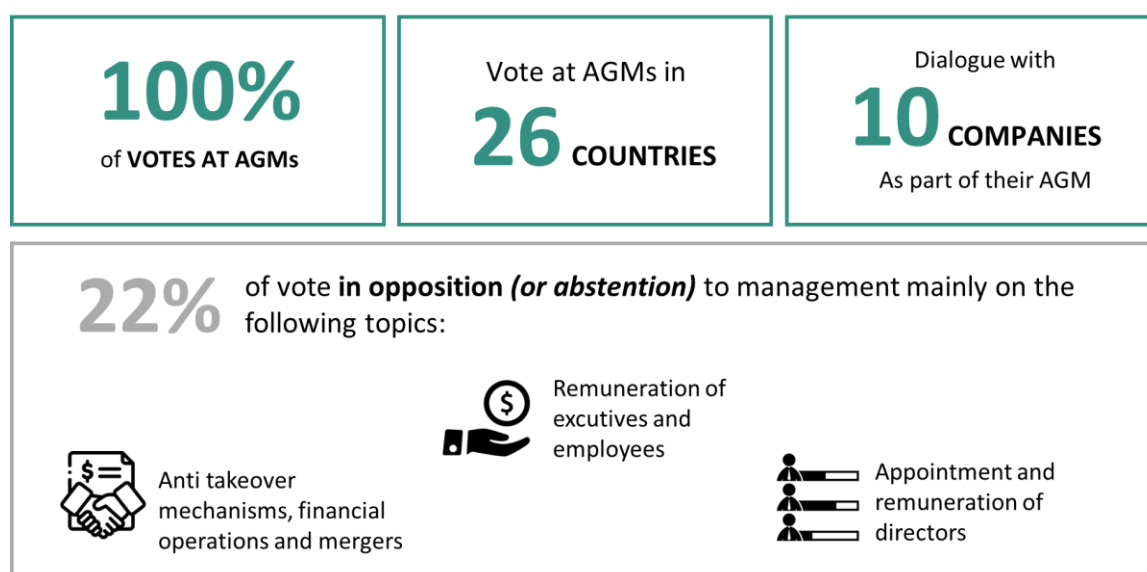 100%
of VOTES AT AGMs
Vote at AGMs in
26 COUNTRIES
Dialogue with
10 COMPANIES
As part of their AGM
22%
of vote in opposition (or abstention) to management mainly on the
following topics:
$
Remuneration of
excutives and
employees
$
Anti takeover
mechanisms, financial
operations and mergers
Appointment and
remuneration of
directors